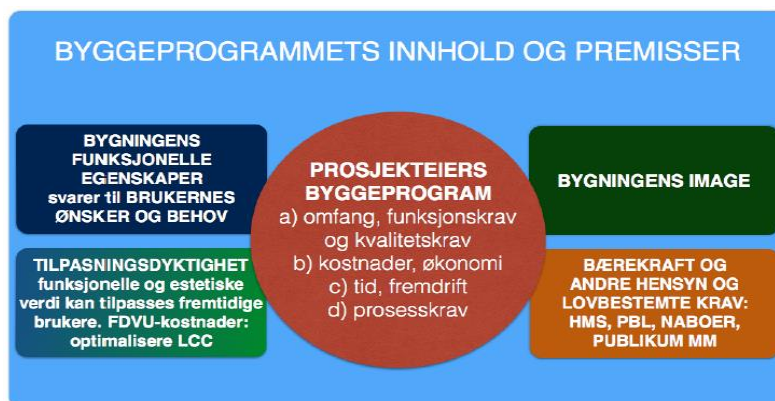 BYGGEPROGRAMMETS INNHOLD OG PREMISSER
BYGNINGENS
FUNKSJONELLE
EGENSKAPER
svarer til BRUKERNES
ØNSKER OG BEHOV
TILPASNINGSDYKTIGHET
funksjonelle og estetiske
verdi kan tilpasses fremtidige
brukere. FDVU-kostnader:
optimalisere LCC
PROSJEKTEIERS
BYGGEPROGRAM
a) omfang, funksjonskrav
og kvalitetskrav
b) kostnader, økonomi
c) tid, fremdrift
d) prosesskrav
BYGNINGENS IMAGE
BÆREKRAFT OG
ANDRE HENSYN OG
LOVBESTEMTE KRAV:
HMS, PBL, NABOER,
PUBLIKUM MM